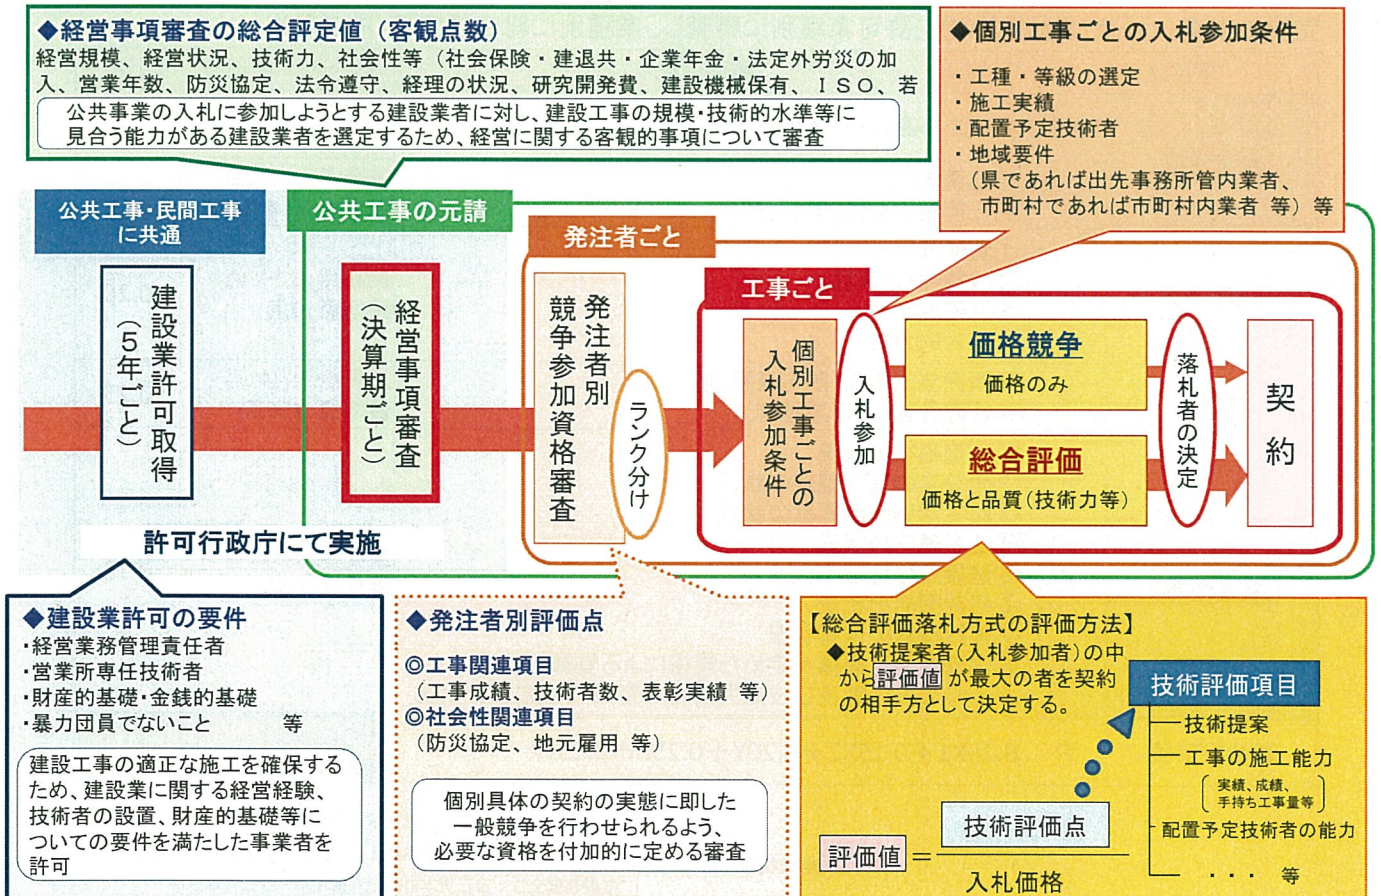 ◆経営事項審査の総合評定値（客観点数）
経営規模、経営状況、技術力、社会性等（社会保険・建退共・企業年金・法定外労災の加
入、営業年数、防災協定、法令遵守、経理の状況、研究開発費、建設機械保有、ＩＳＯ、若
公共事業の入札に参加しようとする建設業者に対し、建設工事の規模・技術的水準等に
見合う能力がある建設業者を選定するため、経営に関する客観的事項について審査
◆個別工事ごとの入札参加条件
・工種・等級の選定
・施工実績
・配置予定技術者
・地域要件
（県であれば出先事務所管内業者、
市町村であれば市町村内業者 等）等
公共工事・民間工事
に共通
公共工事の元請
発注者ごと
工事ごと
建設業許可取得
（５年ごと）
経営事項審査
（決算期ごと）
発注者別
競争参加資格審査
ランク分け
個別工事ごとの
入札参加条件
入札参加
価格競争
価格のみ
総合評価
価格と品質（技術力等）
落札者の決定
契約
許可行政庁にて実施
◆建設業許可の要件
・経営業務管理責任者
・営業所専任技術者
・財産的基礎・金銭的基礎
・暴力団員でないこと 等
建設工事の適正な施工を確保する
ため、建設業に関する経営経験、
技術者の設置、財産的基礎等に
ついての要件を満たした事業者を
許可
◆発注者別評価点
◎工事関連項目
（工事成績、技術者数、表彰実績 等）
◎社会性関連項目
（防災協定、地元雇用 等）
個別具体の契約の実態に即した
一般競争を行わせられるよう、
必要な資格を付加的に定める審査
【総合評価落札方式の評価方法】
◆技術提案者（入札参加者）の中
から評価値が最大の者を契約
の相手方として決定する。
技術評価項目
技術提案
工事の施工能力
実績、成績、
手持ち工事量等
配置予定技術者の能力
・・・ 等
評価値＝
技術評価点
入札価格